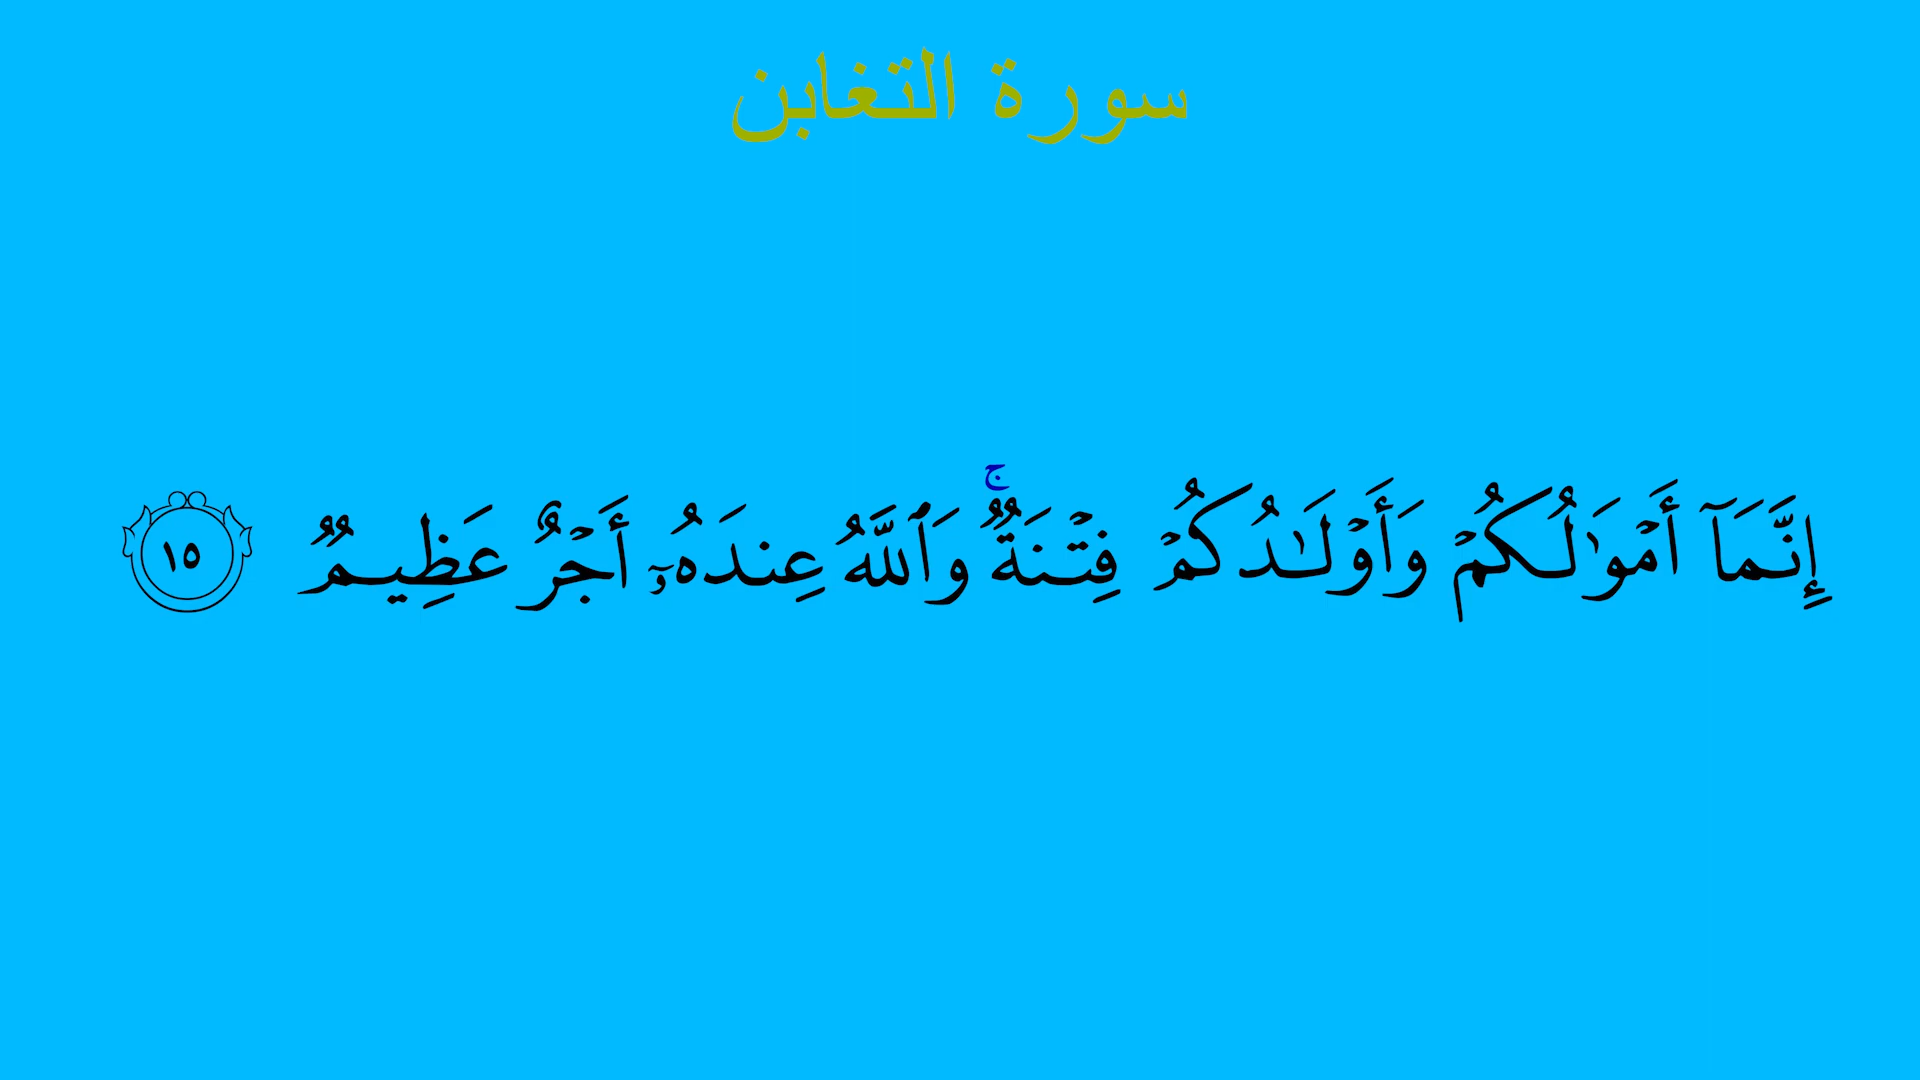 سورة التغابن
إِنَّمَآ أَمْوَٰلُكُمْ وَأَوْلَـٰدُكُمْ فِتْنَةٌۭ ۚ وَٱللَّهُ عِندَهُۥٓ أَجْرٌ عَظِيمٌۭ ١٥